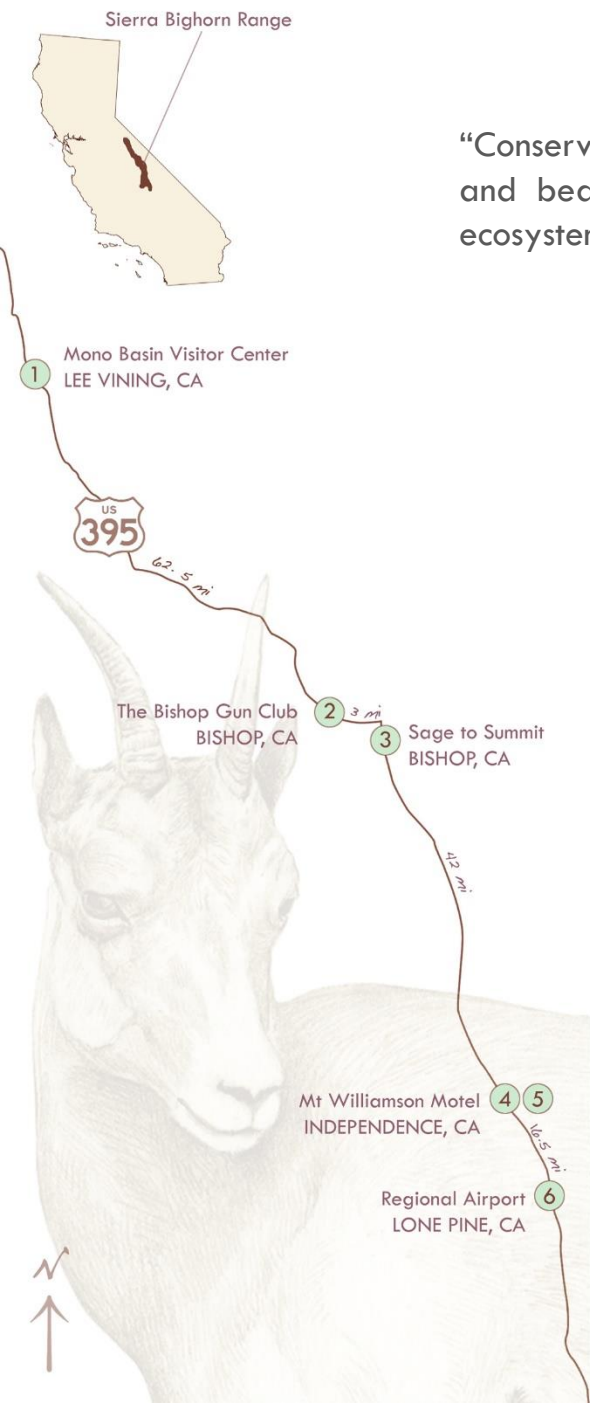 Sierra Bighorn Range
“Conserv
and
ecosyster
1
Mono Basin Visitor Center
LEE VINING, CA
US
395
62.5 mi
The Bishop Gun Club
BISHOP, CA
2
3 mi
3
Sage to Summit
BISHOP, CA
42 mi
Mt Williamson Motel
INDEPENDENCE, CA
4
5
16.5 mi
Regional Airport
LONE PINE, CA
6
N